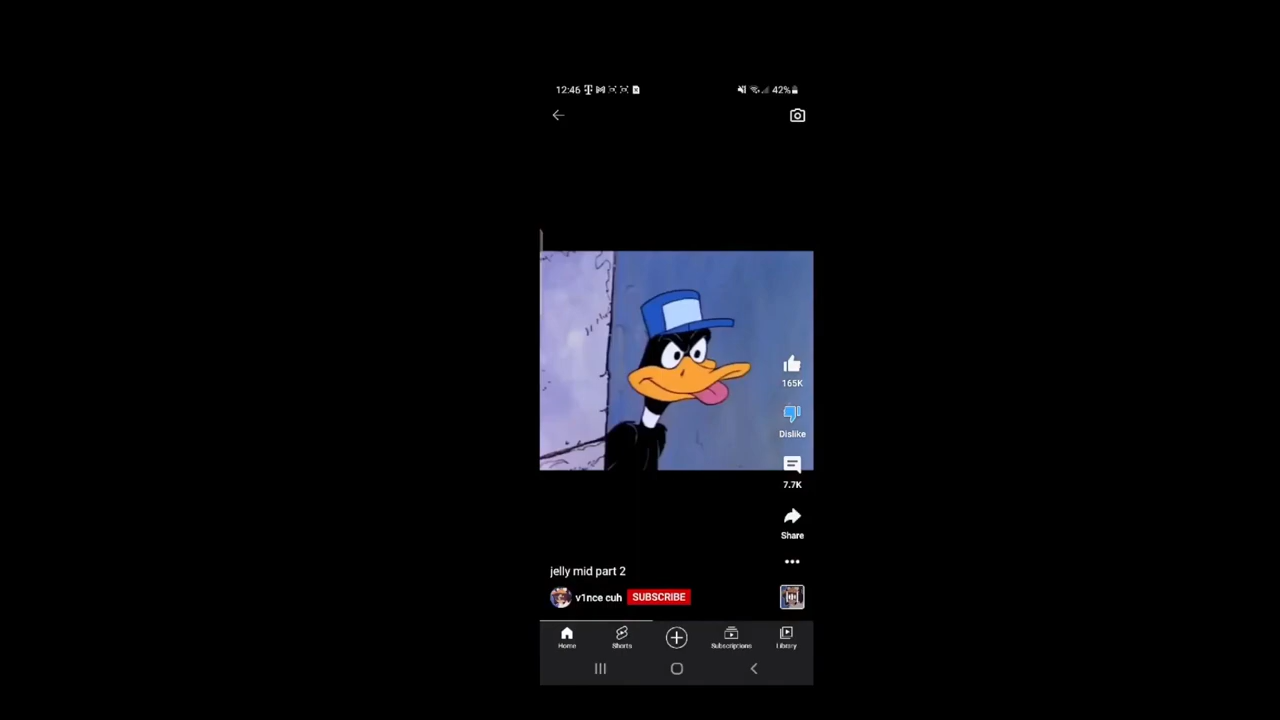 12:46 42%
165K
Dislike
7.7K
Share
jelly mid part 2
v1nce cuh SUBSCRIBE
Home Shorts Subscriptions Library